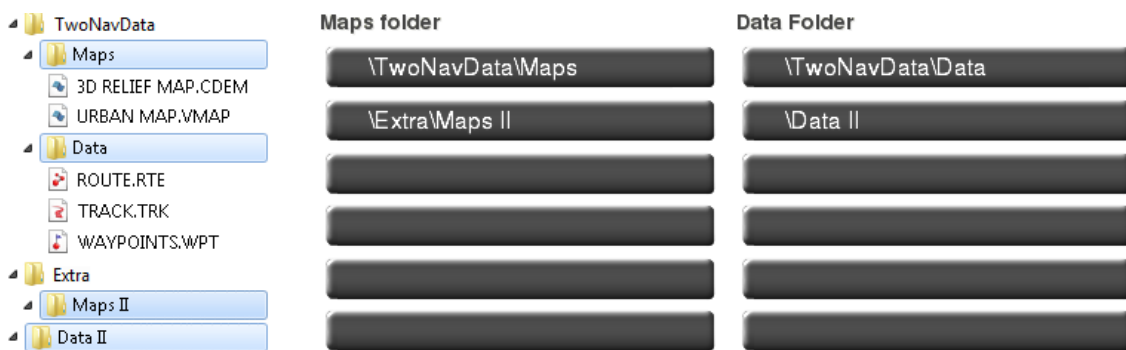 TwoNavData
Maps
3D RELIEF MAP.CDEM
URBAN MAP.VMAP
Data
ROUTE.RTE
TRACK.TRK
WAYPOINTS.WPT
Extra
Maps II
Data II
Maps folder
\TwoNavData\Maps
\Extra\Maps II
Data Folder
\TwoNavData\Data
\Data II